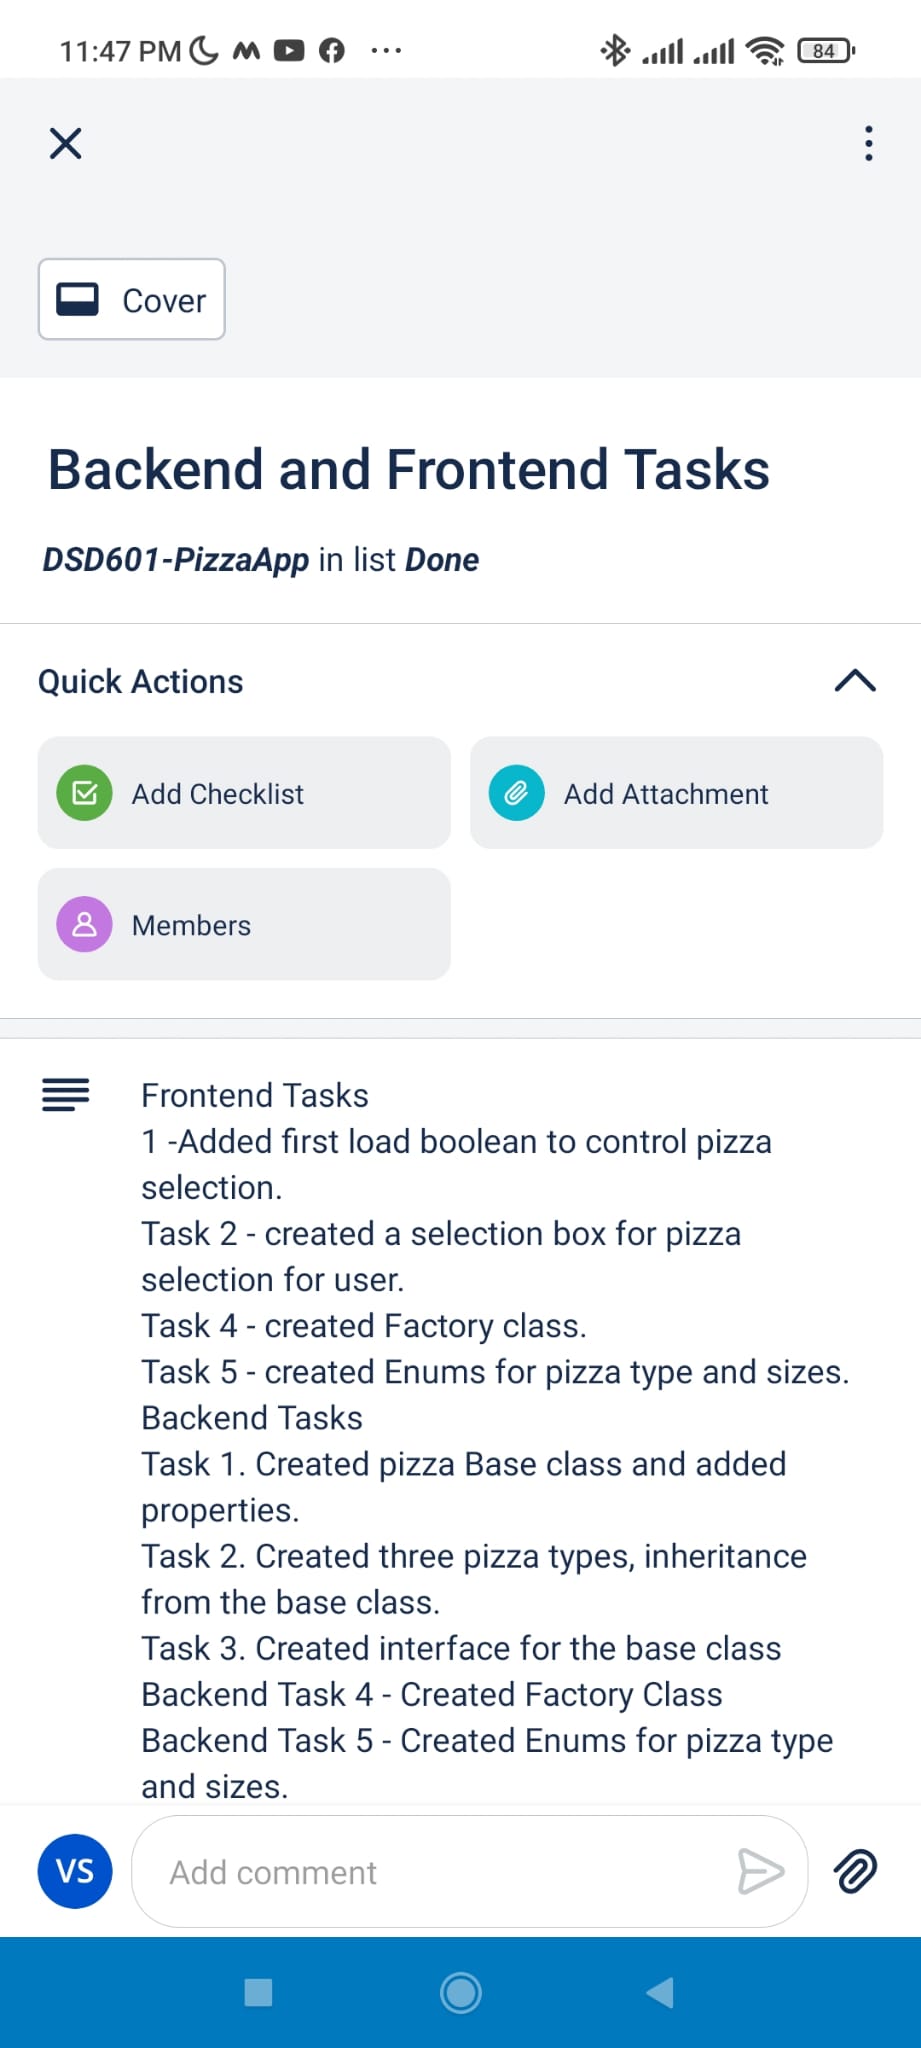 11:47 PM
84
Cover
Backend and Frontend Tasks
DSD601-PizzaApp in list Done
Quick Actions
Add Checklist
Add Attachment
Members
Frontend Tasks
1 -Added first load boolean to control pizza
selection.
Task 2 - created a selection box for pizza
selection for user.
Task 4 - created Factory class.
Task 5 - created Enums for pizza type and sizes.
Backend Tasks
Task 1. Created pizza Base class and added
properties.
Task 2. Created three pizza types, inheritance
from the base class.
Task 3. Created interface for the base class
Backend Task 4 - Created Factory Class
Backend Task 5 - Created Enums for pizza type
and sizes.
VS
Add comment